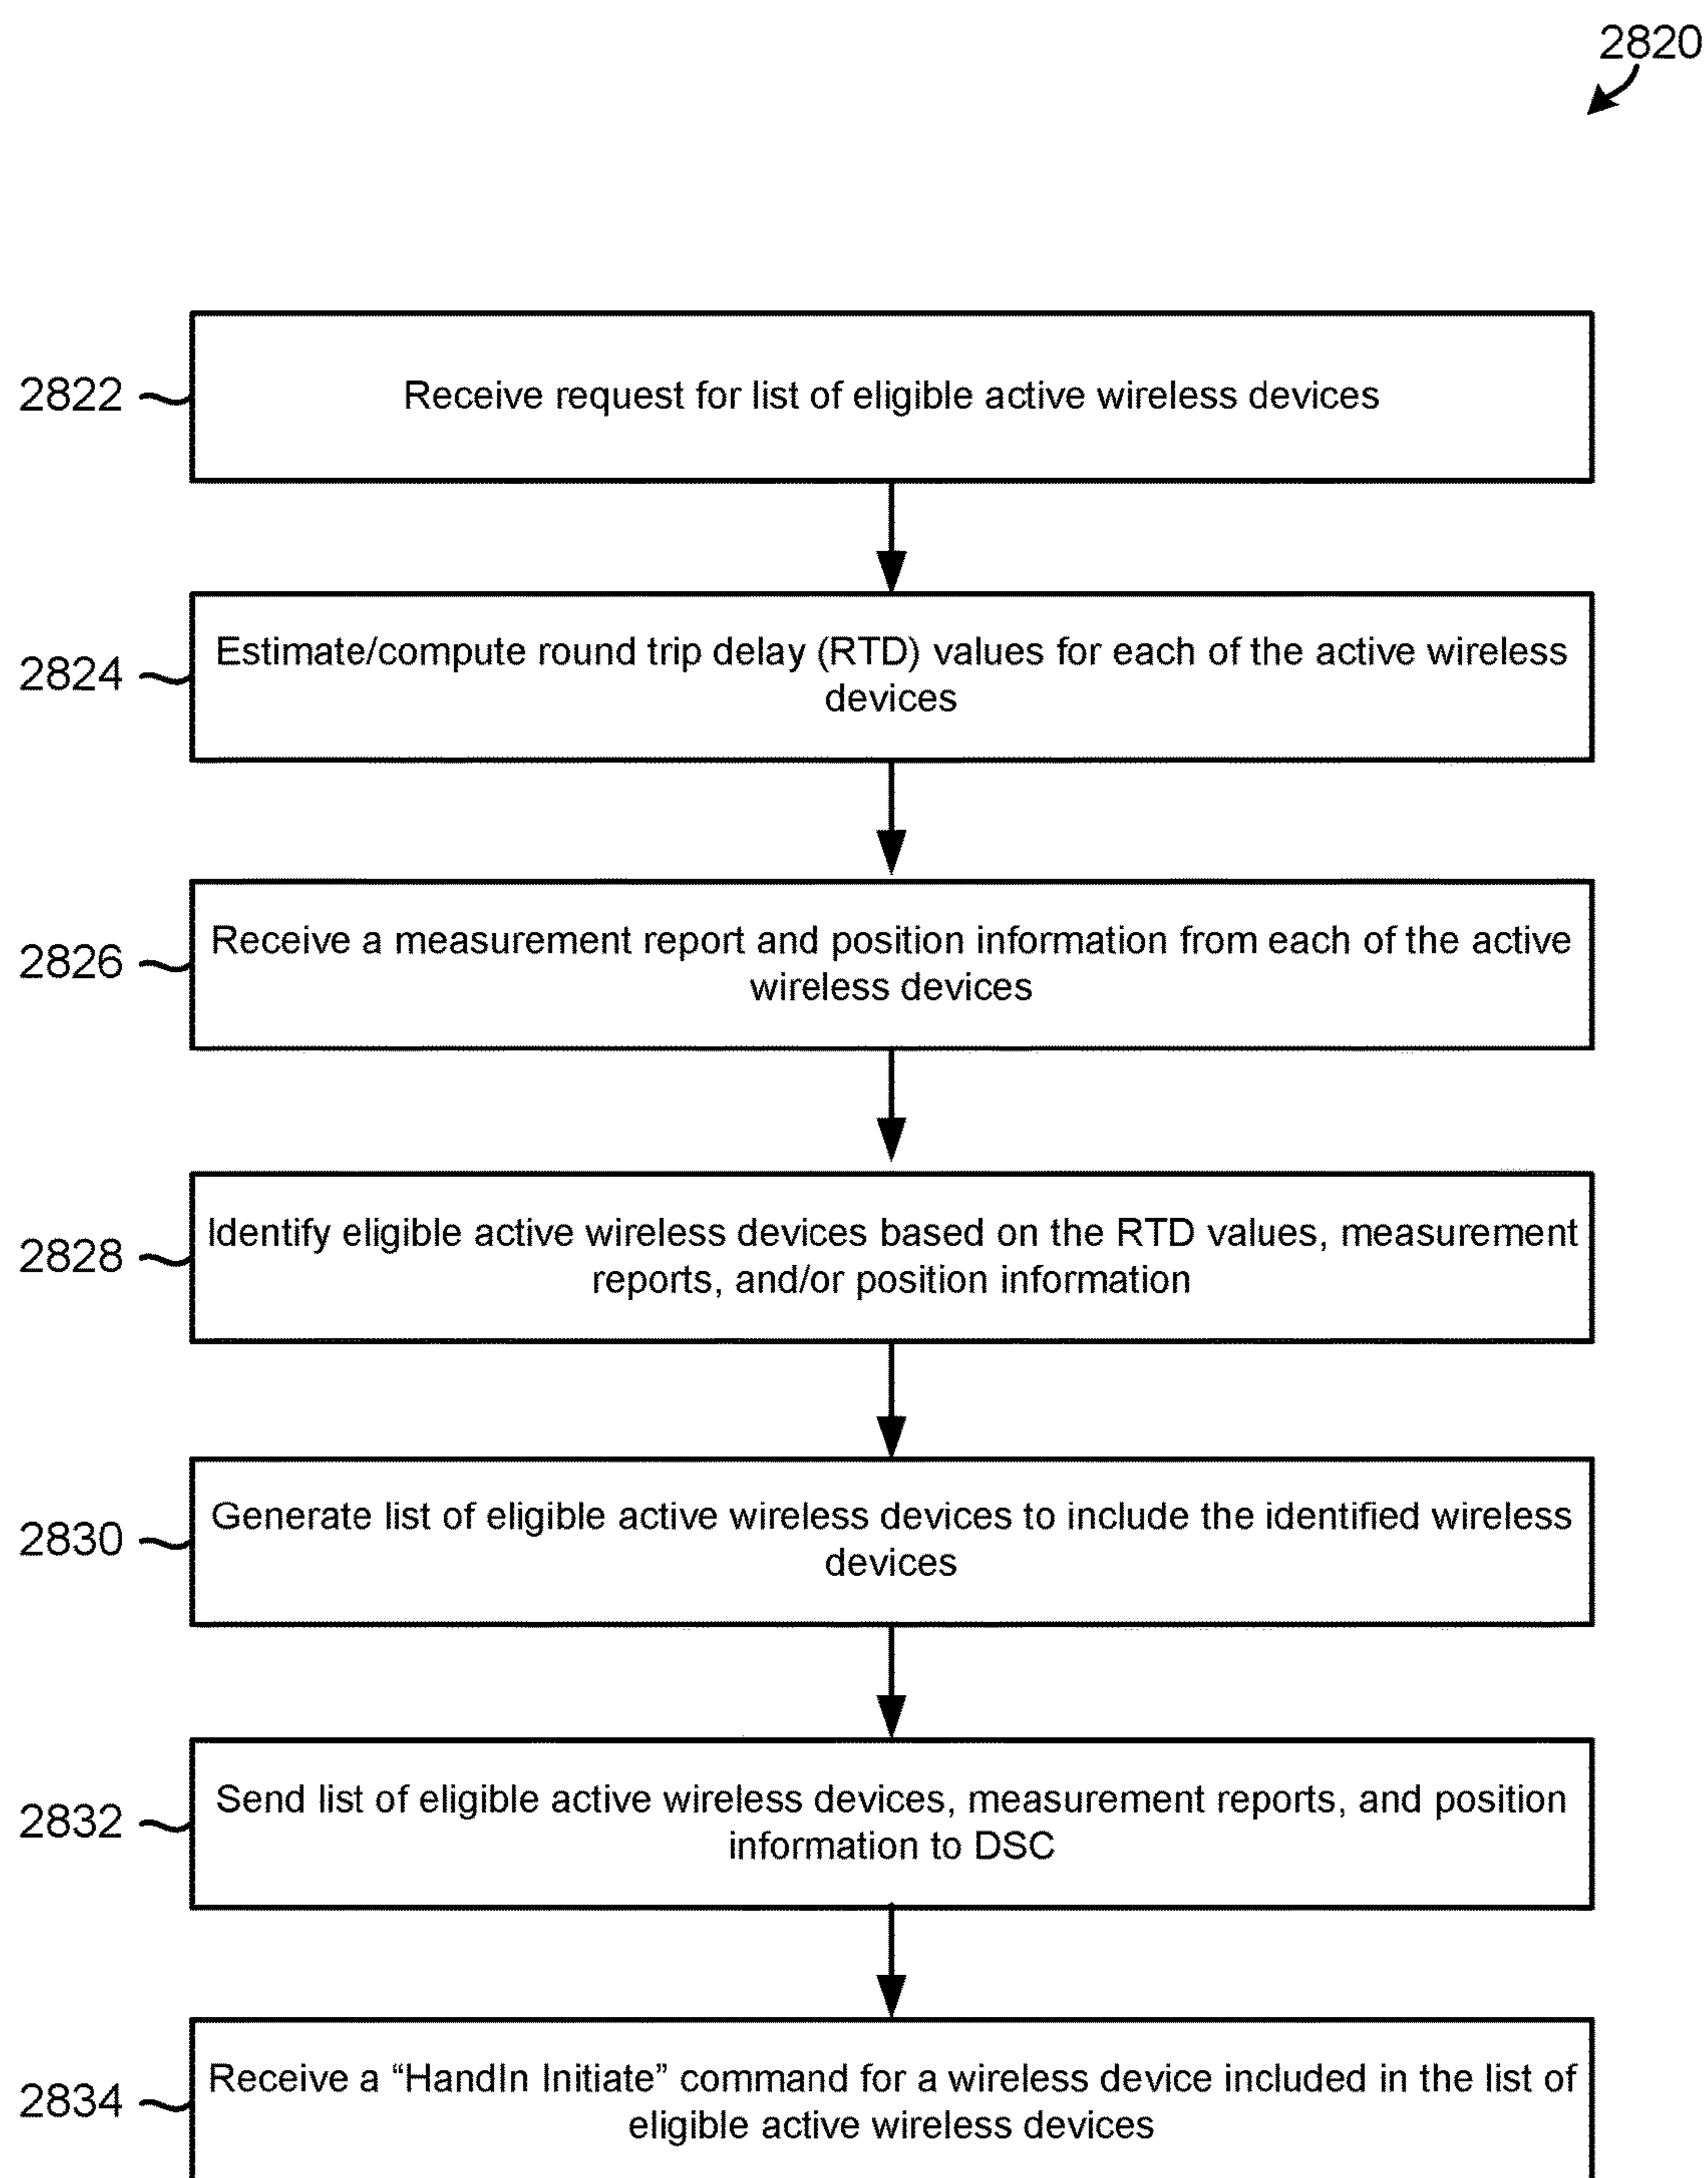 2820
2822
Receive request for list of eligible active wireless devices
2824
Estimate/compute round trip delay (RTD) values for each of the active wireless
devices
2826
Receive a measurement report and position information from each of the active
wireless devices
2828
Identify eligible active wireless devices based on the RTD values, measurement
reports, and/or position information
2830
Generate list of eligible active wireless devices to include the identified wireless
devices
2832
Send list of eligible active wireless devices, measurement reports, and position
information to DSC
2834
Receive a “HandIn Initiate” command for a wireless device included in the list of
eligible active wireless devices